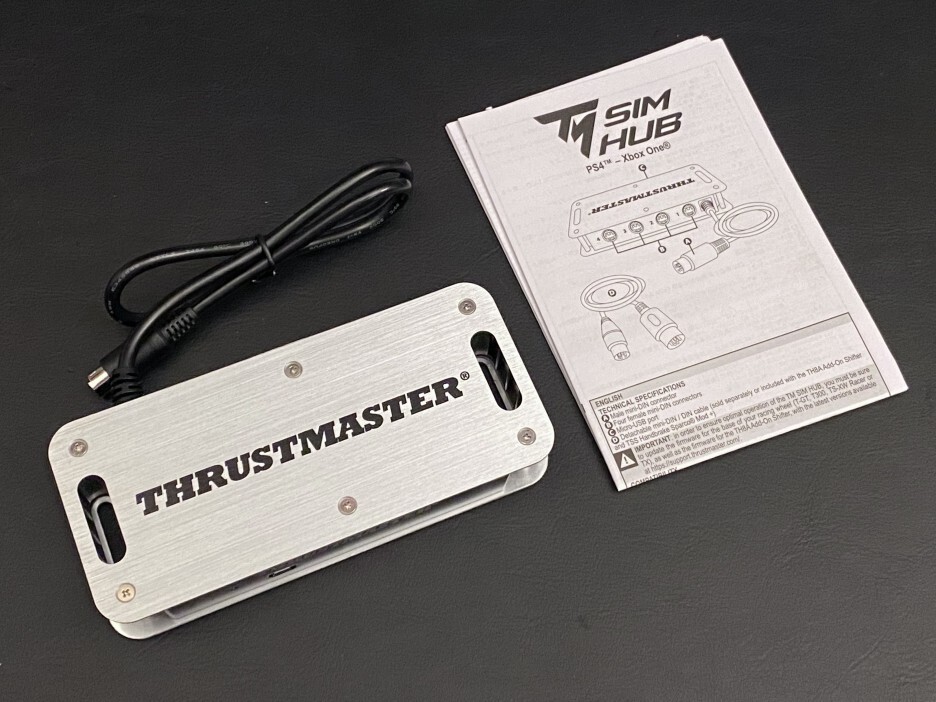 THRUSTMASTER®
TM SIM
HUB
PS4™ – Xbox One®
C
THRUSTMASTER
4 3 2 1
B
A
D
ENGLISH
TECHNICAL SPECIFICATIONS
A Male mini-DIN connector
B Four female mini-DIN connectors
C Micro-USB port
D Detachable mini-DIN / DIN cable (sold separately or included with the TH8A Add-On Shifter
and TSS Handbrake Sparco® Mod +)
IMPORTANT: In order to ensure optimal operation of the TM SIM HUB, you must be sure
to update the firmware for the base of your racing wheel (T-GT, T300, TS-XW Racer or
TX), as well as the firmware for the TH8A Add-On Shifter, with the latest versions available
at https://support.thrustmaster.com/.